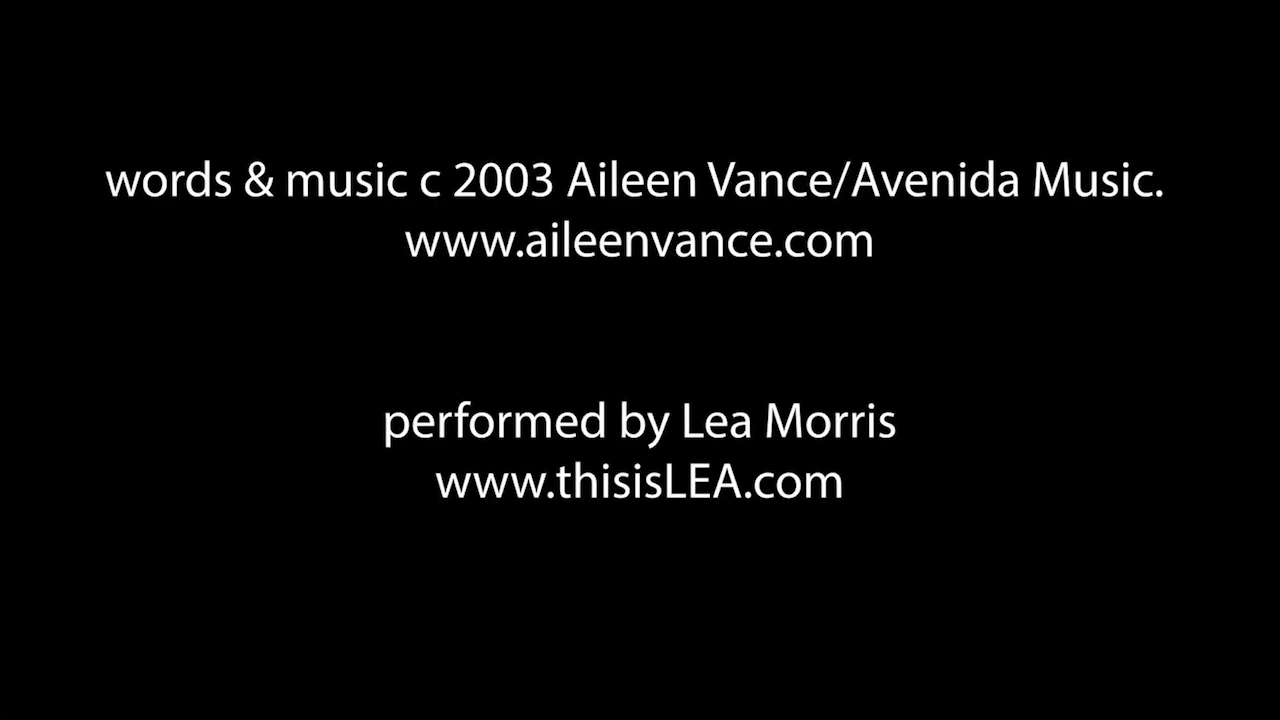 words & music c 2003 Aileen Vance/Avenida Music.
www.aileenvance.com
performed by Lea Morris
www.thisisLEA.com